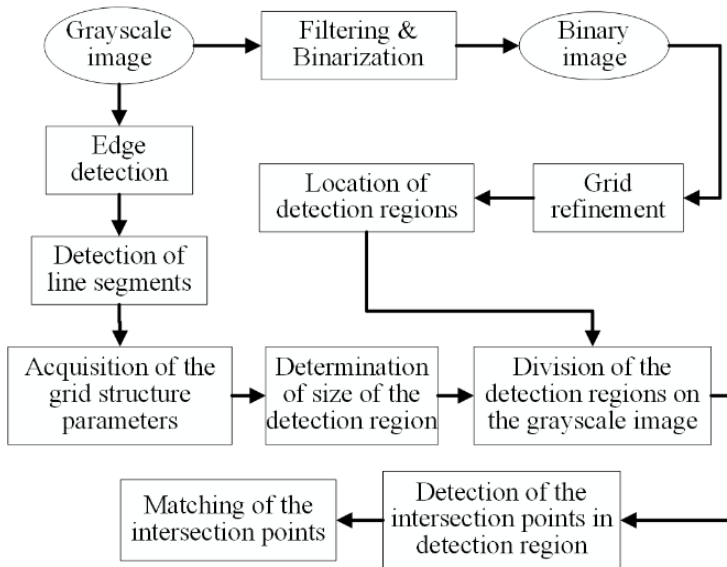 Grayscale
image
Filtering &
Binarization
Binary
image
Edge
detection
Location of
detection regions
Grid
refinement
Detection of
line segments
Acquisition of the
grid structure
parameters
Determination
of size of the
detection region
Division of the
detection regions on
the grayscale image
Matching of the
intersection points
Detection of the
intersection points in
detection region